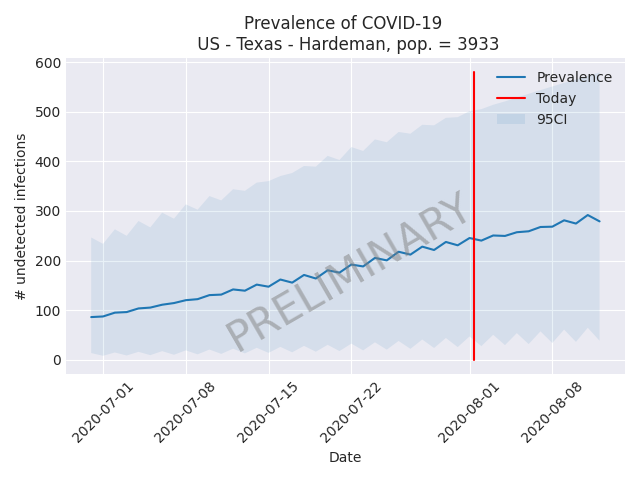 Prevalence of COVID-19
US - Texas - Hardeman, pop. = 3933
600
500
400
300
200
100
0
# undetected infections
Prevalence
Today
95CI
PRELIMINARY
2020-07-01
2020-07-08
2020-07-15
2020-07-22
2020-08-01
2020-08-08
Date